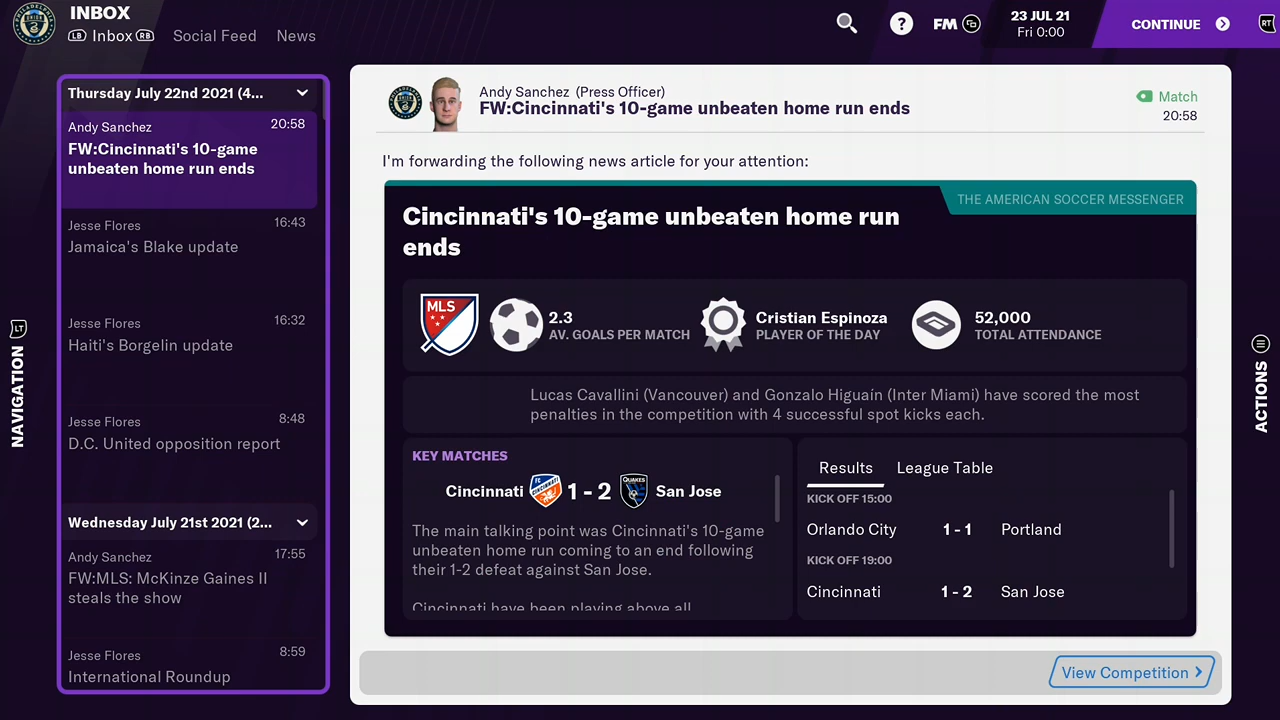 INBOX
LB Inbox RB Social Feed News
? FM 23 JUL 21
Fri 0:00
CONTINUE RT
Thursday July 22nd 2021 (4...
Andy Sanchez 20:58
FW:Cincinnati's 10-game
unbeaten home run ends
Jesse Flores 16:43
Jamaica's Blake update
Jesse Flores 16:32
Haiti's Borgelin update
Jesse Flores 8:48
D.C. United opposition report
Wednesday July 21st 2021 (2...
Andy Sanchez 17:55
FW:MLS: McKinze Gaines II
steals the show
Jesse Flores 8:59
International Roundup
LT
NAVIGATION
Andy Sanchez (Press Officer)
FW:Cincinnati's 10-game unbeaten home run ends
Match
20:58
I'm forwarding the following news article for your attention:
THE AMERICAN SOCCER MESSENGER
Cincinnati's 10-game unbeaten home run
ends
MLS
2.3
AV. GOALS PER MATCH
Cristian Espinoza
PLAYER OF THE DAY
52,000
TOTAL ATTENDANCE
Lucas Cavallini (Vancouver) and Gonzalo Higuaín (Inter Miami) have scored the most
penalties in the competition with 4 successful spot kicks each.
KEY MATCHES
Cincinnati 1 - 2 QUAKES San Jose
The main talking point was Cincinnati's 10-game
unbeaten home run coming to an end following
their 1-2 defeat against San Jose.
Cincinnati have been playing above all
Results League Table
KICK OFF 15:00
Orlando City 1 - 1 Portland
KICK OFF 19:00
Cincinnati 1 - 2 San Jose
View Competition
ACTIONS